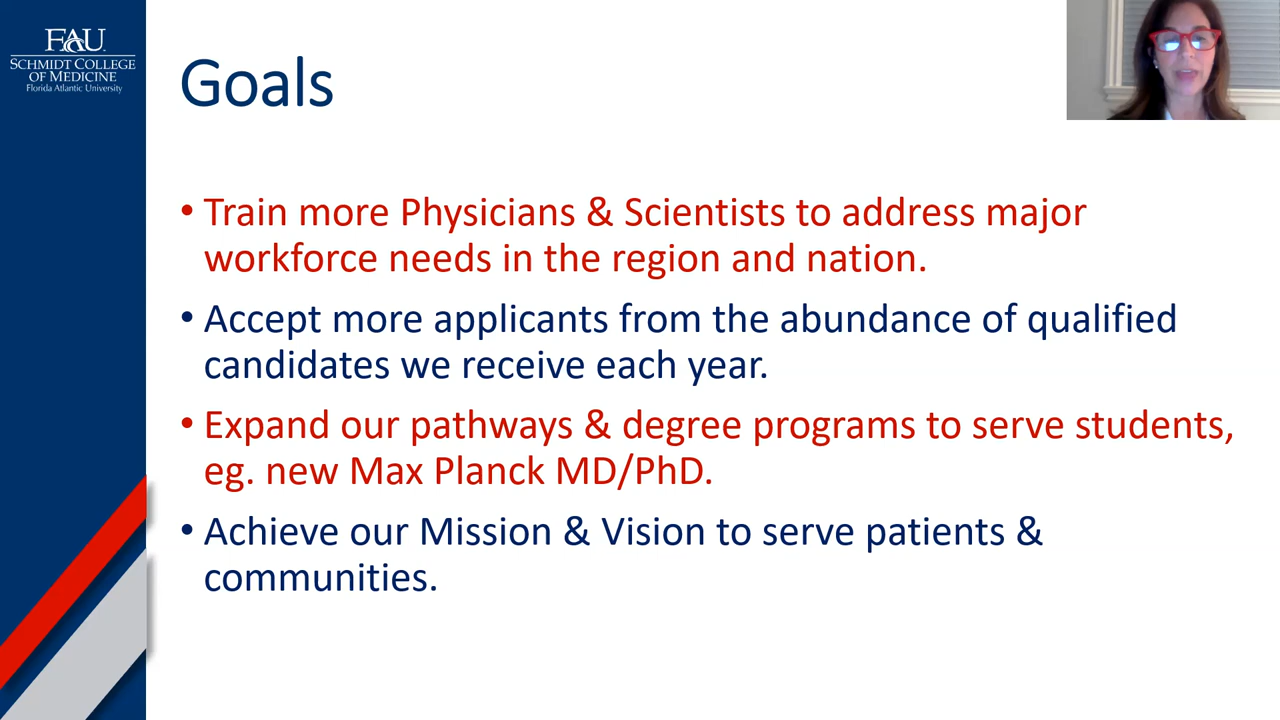 FAU
SCHMIDT COLLEGE
OF MEDICINE
Florida Atlantic University
Goals
• Train more Physicians & Scientists to address major
workforce needs in the region and nation.
• Accept more applicants from the abundance of qualified
candidates we receive each year.
• Expand our pathways & degree programs to serve students,
eg. new Max Planck MD/PhD.
• Achieve our Mission & Vision to serve patients &
communities.